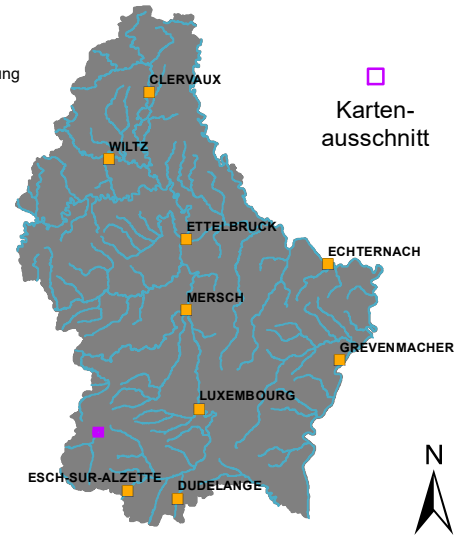 ung
CLERVAUX
Karten-
ausschnitt
WILTZ
ETTELBRUCK
ECHTERNACH
MERSCH
GREVENMACHER
LUXEMBOURG
ESCH-SUR-ALZETTE
DUDELANGE
N